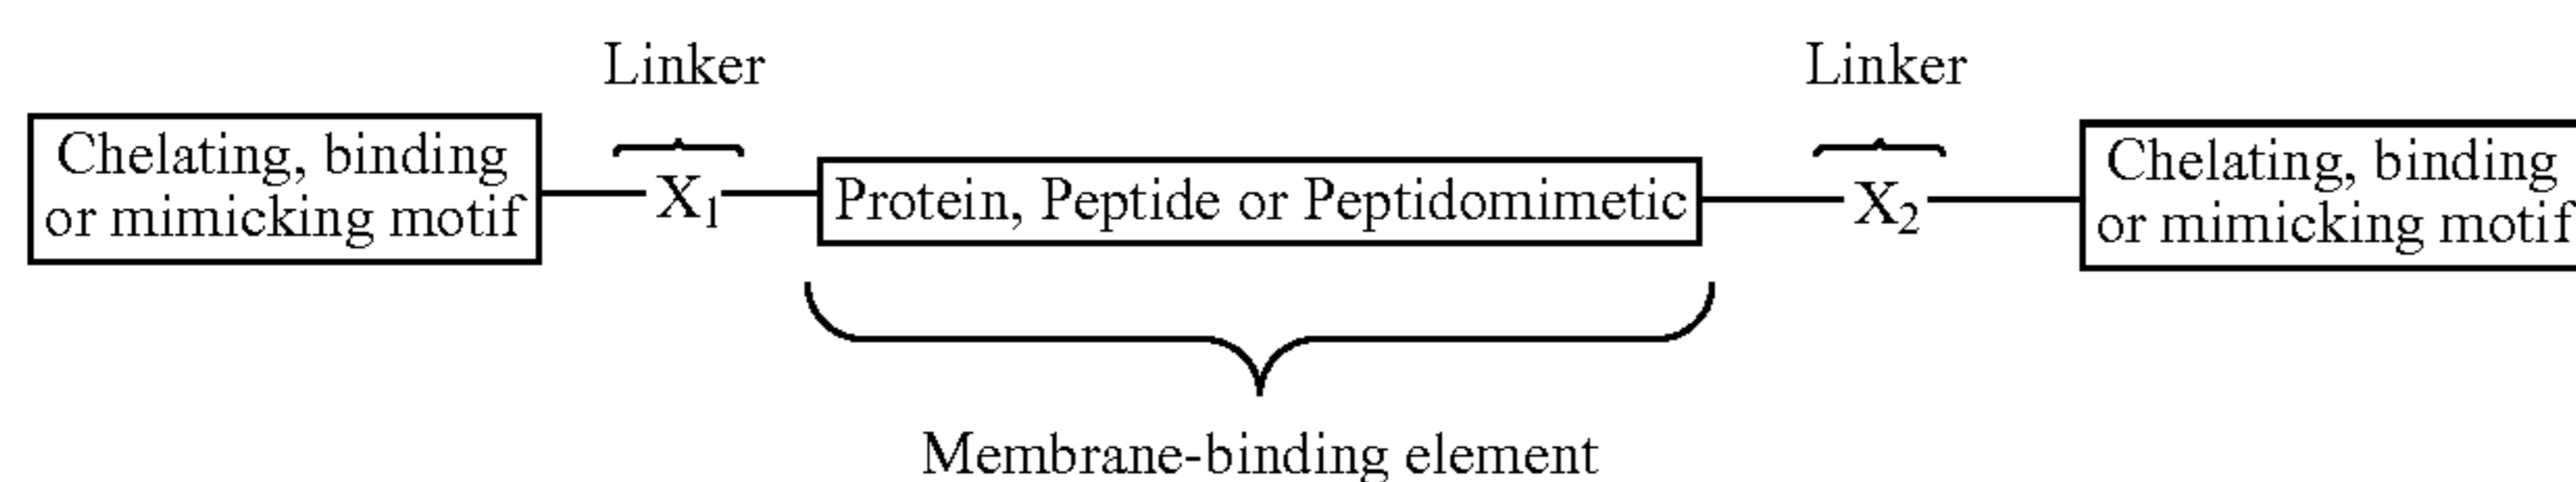 Linker
Linker
Chelating, binding
or mimicking motif
X₁
Protein, Peptide or Peptidomimetic
X₂
Chelating, binding
or mimicking motif
Membrane-binding element